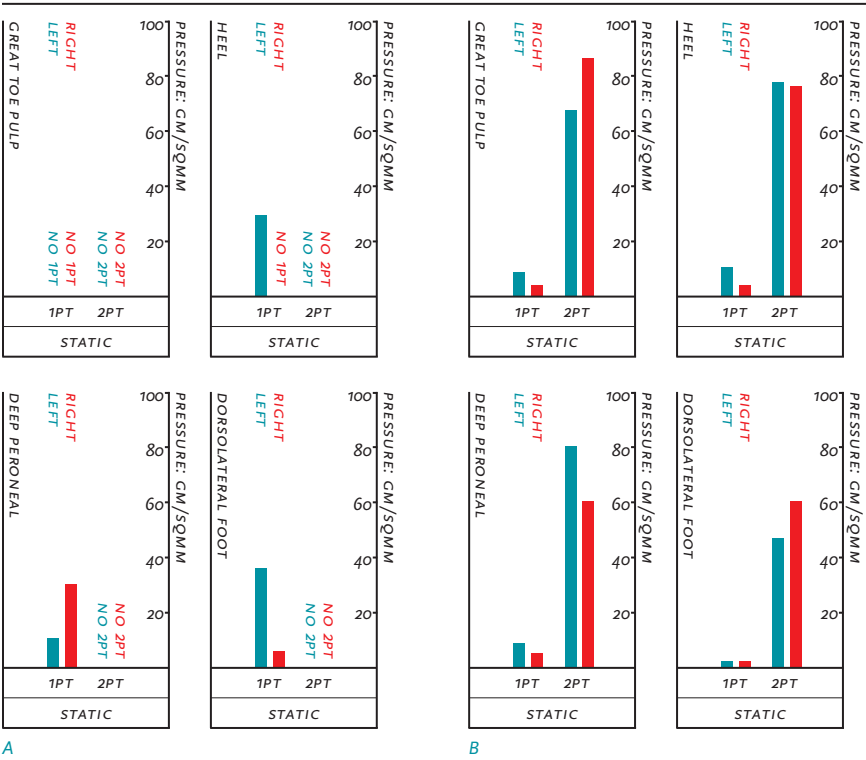 GREAT TOE PULP
LEFT
RIGHT
NO 1PT
NO 1PT
NO 2PT
NO 2PT
100
80
60
40
20
PRESSURE: GM/SQMM
1PT 2PT
STATIC
HEEL
LEFT
RIGHT
NO 1PT
NO 2PT
NO 2PT
100
80
60
40
20
PRESSURE: GM/SQMM
1PT 2PT
STATIC
DEEP PERONEAL
LEFT
RIGHT
NO 2PT
NO 2PT
100
80
60
40
20
PRESSURE: GM/SQMM
1PT 2PT
STATIC
DORSOLATERAL FOOT
LEFT
RIGHT
NO 2PT
NO 2PT
100
80
60
40
20
PRESSURE: GM/SQMM
1PT 2PT
STATIC
A
GREAT TOE PULP
LEFT
RIGHT
100
80
60
40
20
PRESSURE: GM/SQMM
1PT 2PT
STATIC
HEEL
LEFT
RIGHT
100
80
60
40
20
PRESSURE: GM/SQMM
1PT 2PT
STATIC
DEEP PERONEAL
LEFT
RIGHT
100
80
60
40
20
PRESSURE: GM/SQMM
1PT 2PT
STATIC
DORSOLATERAL FOOT
LEFT
RIGHT
100
80
60
40
20
PRESSURE: GM/SQMM
1PT 2PT
STATIC
B